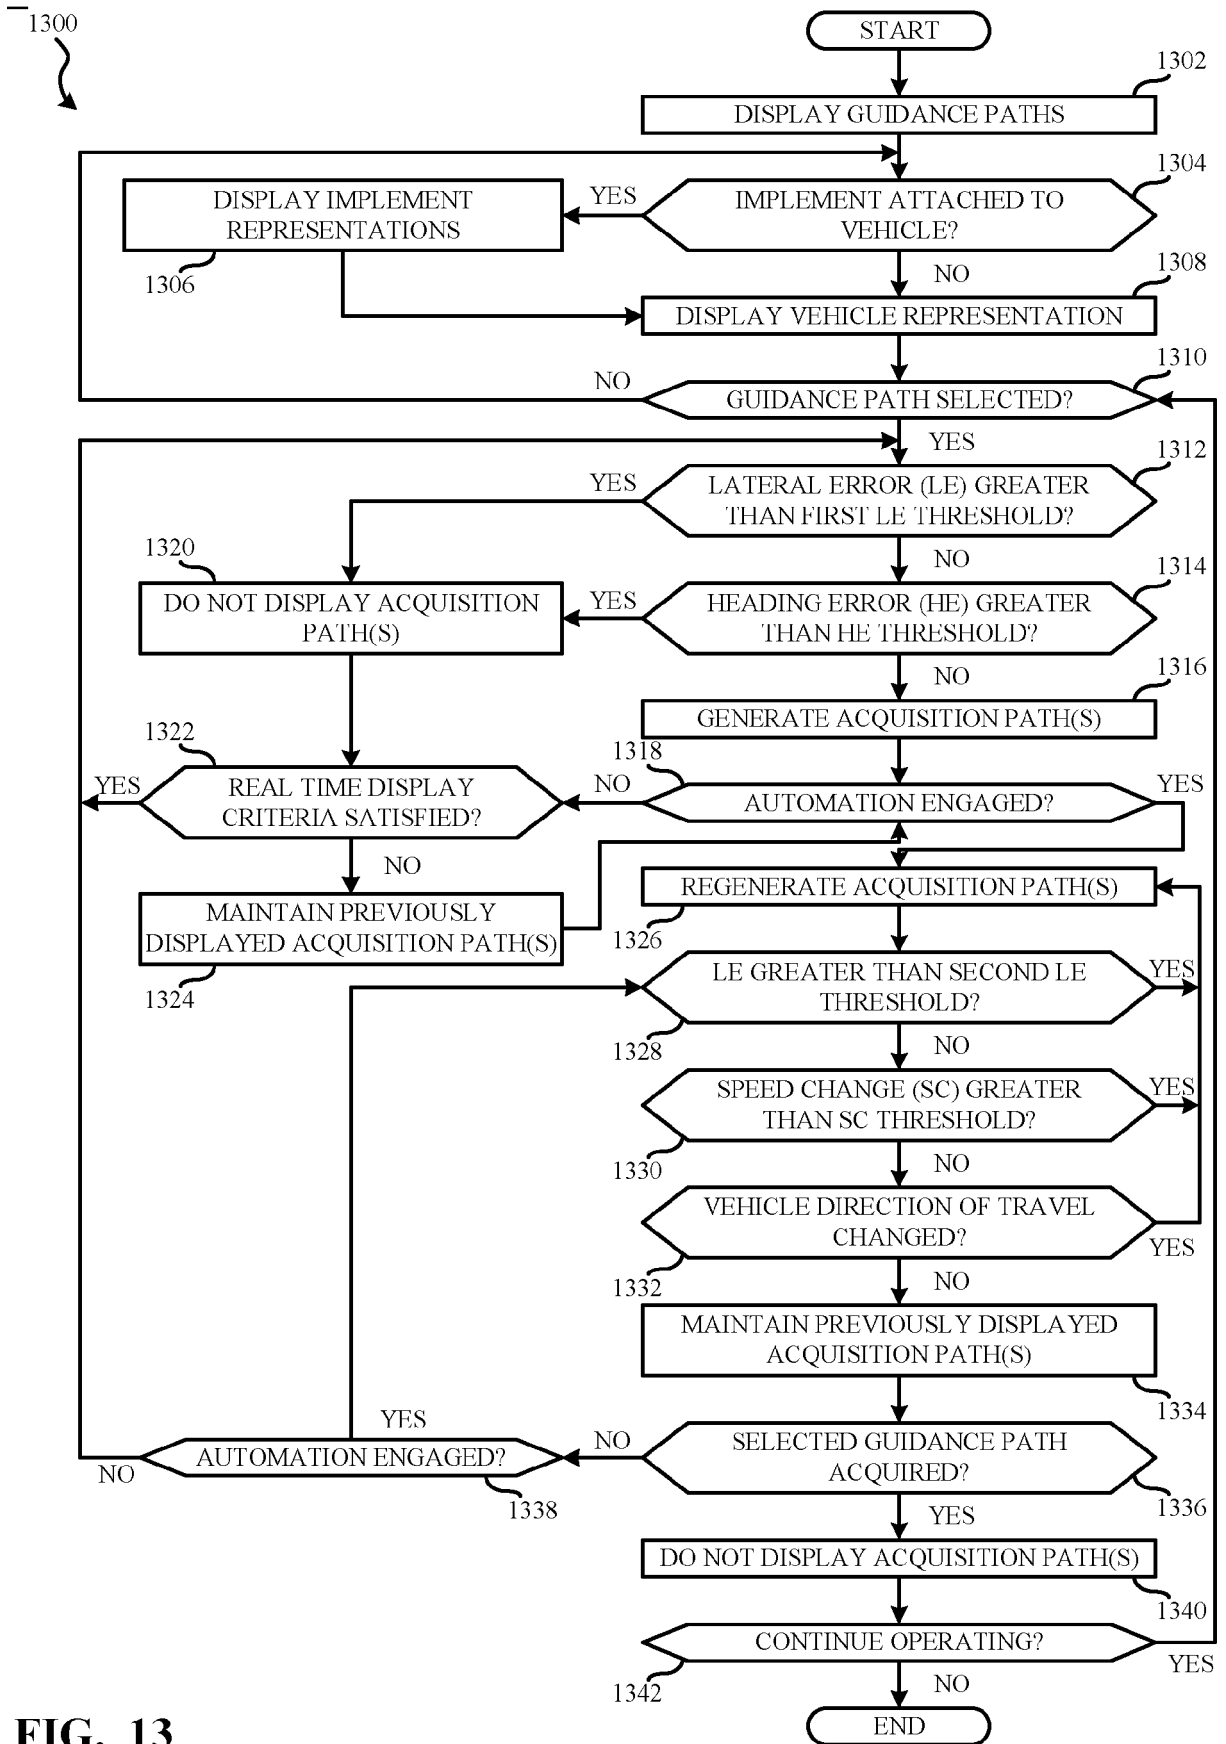 1300
START
1302
DISPLAY GUIDANCE PATHS
1304
DISPLAY IMPLEMENT
REPRESENTATIONS
YES
IMPLEMENT ATTACHED TO
VEHICLE?
1306
NO
1308
DISPLAY VEHICLE REPRESENTATION
1310
NO
GUIDANCE PATH SELECTED?
YES
1312
YES
LATERAL ERROR (LE) GREATER
THAN FIRST LE THRESHOLD?
1320
NO
1314
DO NOT DISPLAY ACQUISITION
PATH(S)
YES
HEADING ERROR (HE) GREATER
THAN HE THRESHOLD?
NO
1316
GENERATE ACQUISITION PATH(S)
1322
1318
YES
REAL TIME DISPLAY
CRITERIA SATISFIED?
NO
AUTOMATION ENGAGED?
YES
NO
REGENERATE ACQUISITION PATH(S)
MAINTAIN PREVIOUSLY
DISPLAYED ACQUISITION PATH(S)
1326
1324
LE GREATER THAN SECOND LE
THRESHOLD?
YES
1328
NO
SPEED CHANGE (SC) GREATER
THAN SC THRESHOLD?
YES
1330
NO
VEHICLE DIRECTION OF TRAVEL
CHANGED?
YES
1332
NO
MAINTAIN PREVIOUSLY DISPLAYED
ACQUISITION PATH(S)
1334
YES
NO
AUTOMATION ENGAGED?
NO
SELECTED GUIDANCE PATH
ACQUIRED?
1338
1336
YES
DO NOT DISPLAY ACQUISITION PATH(S)
1340
CONTINUE OPERATING?
YES
1342
NO
END
FIG. 13